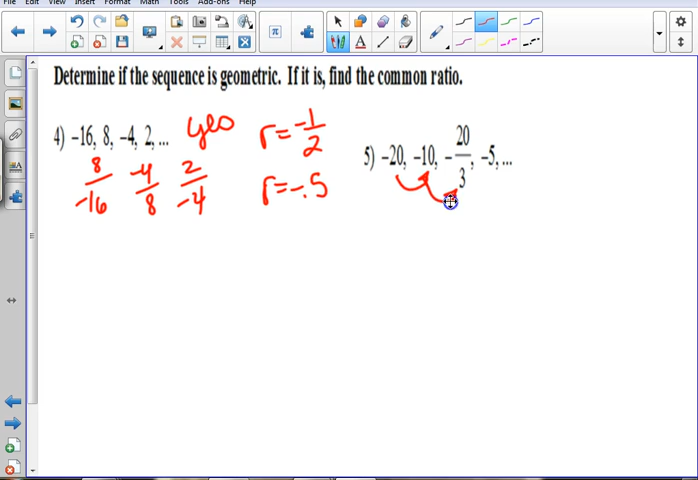 File Edit View Insert Format Tools Add-ons Help
Determine if the sequence is geometric. If it is, find the common ratio.
4) −16, 8, −4, 2, ... yes r = -1/2
8/-16 -4/8 2/-4 r = -.5
5) −20, −10, −20/3, −5, ...